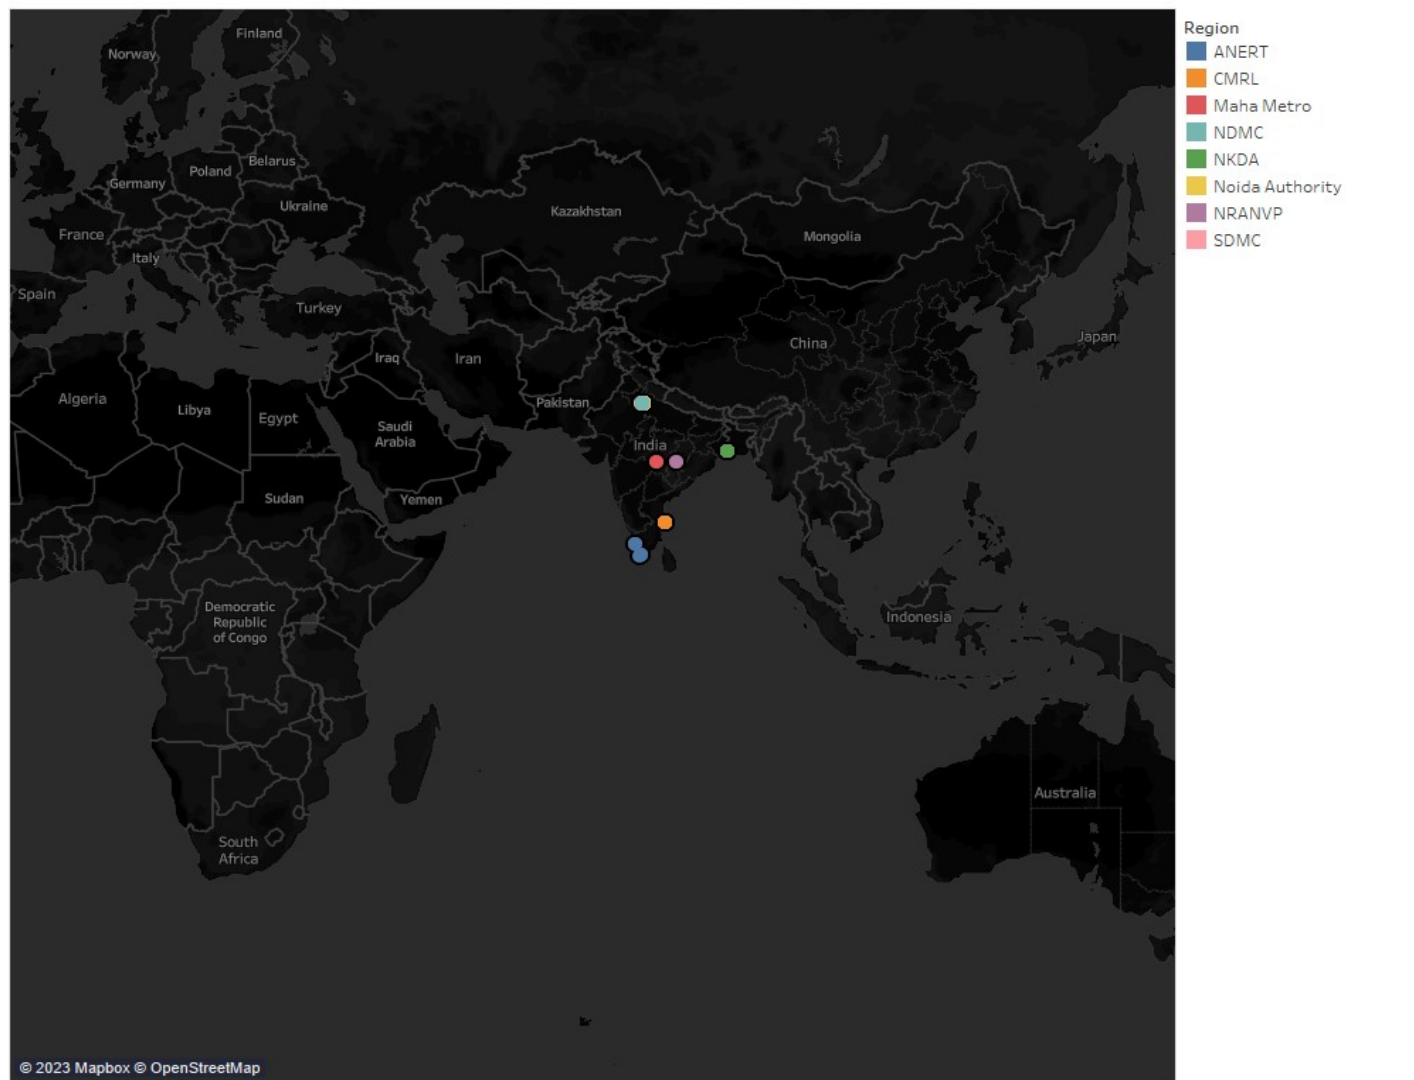 Finland
Norway
Belarus
Poland
Germany
Ukraine
France
Kazakhstan
Mongolia
Italy
Spain
Turkey
Japan
China
Iraq
Iran
Algeria
Libya
Egypt
Pakistan
Saudi
Arabia
India
Sudan
Yemen
Democratic
Republic
of Congo
Indonesia
Australia
South
Africa
© 2023 Mapbox © OpenStreetMap
Region
ANERT
CMRL
Maha Metro
NDMC
NKDA
Noida Authority
NRANVP
SDMC